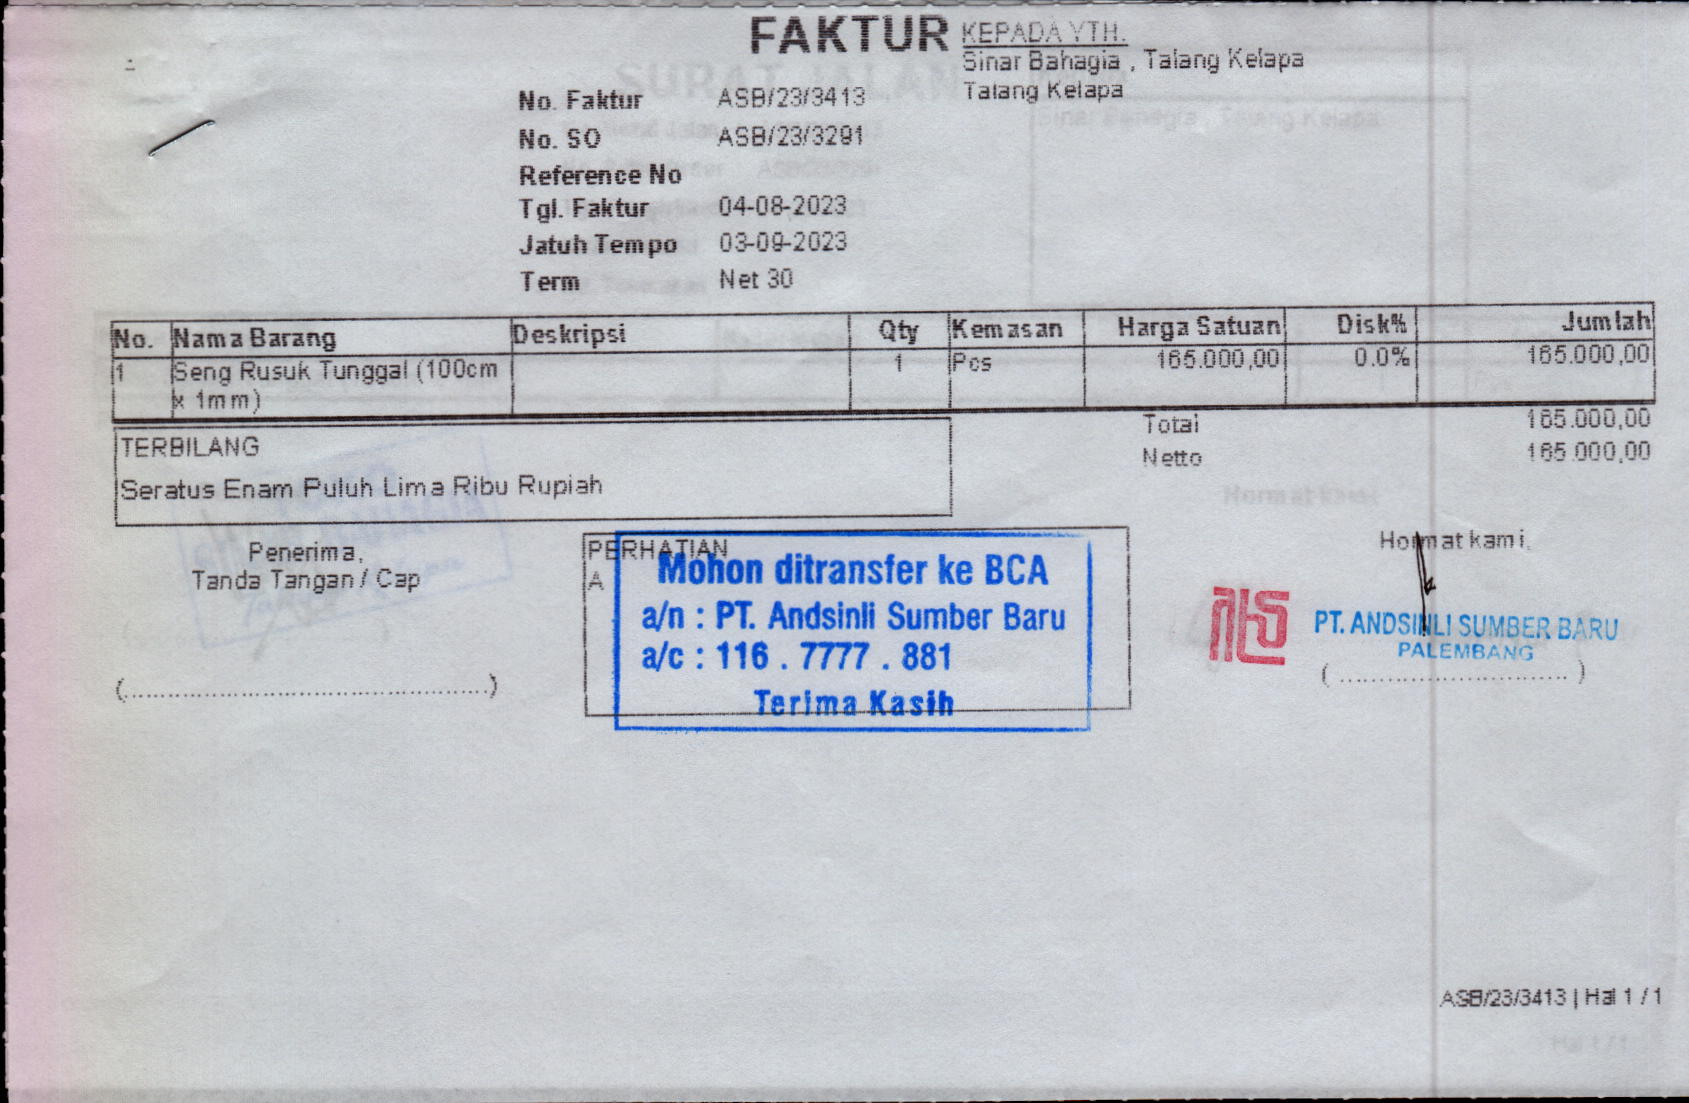 FAKTUR
KEPADA YTH.
Sinar Bahagia , Talang Kelapa
Talang Kelapa
No. Faktur ASB/23/3413
No. SO ASB/23/3291
Reference No
Tgl. Faktur 04-08-2023
Jatuh Tempo 03-09-2023
Term Net 30
No. Nama Barang Deskripsi Qty Kemasan Harga Satuan Disk% Jumlah
1 Seng Rusuk Tunggal (100cm 1 Pcs 165.000,00 0.0% 165.000,00
x 1mm)
Total 165.000,00
Netto 165.000,00
TERBILANG
Seratus Enam Puluh Lima Ribu Rupiah
Penerima,
Tanda Tangan / Cap
(................................................)
PERHATIAN
A
Mohon ditransfer ke BCA
a/n : PT. Andsinli Sumber Baru
a/c : 116 . 7777 . 881
Terima Kasih
Hormat kami,
PT. ANDSINLI SUMBER BARU
PALEMBANG
( .............................. )
ASB/23/3413 | Hal 1 / 1